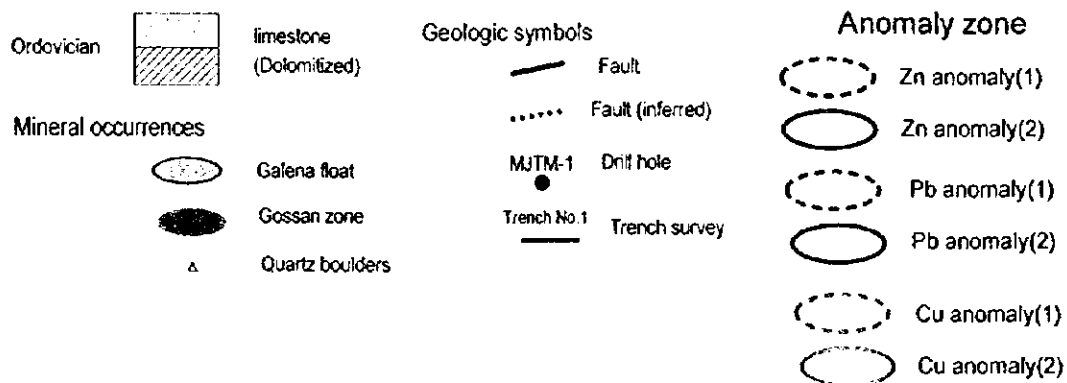 Ordovician
limestone
(Dolomitized)
Mineral occurrences
Galena float
Gossan zone
Quartz boulders
Geologic symbols
Fault
Fault (inferred)
MJTM-1
Drill hole
Trench No.1
Trench survey
Anomaly zone
Zn anomaly(1)
Zn anomaly(2)
Pb anomaly(1)
Pb anomaly(2)
Cu anomaly(1)
Cu anomaly(2)